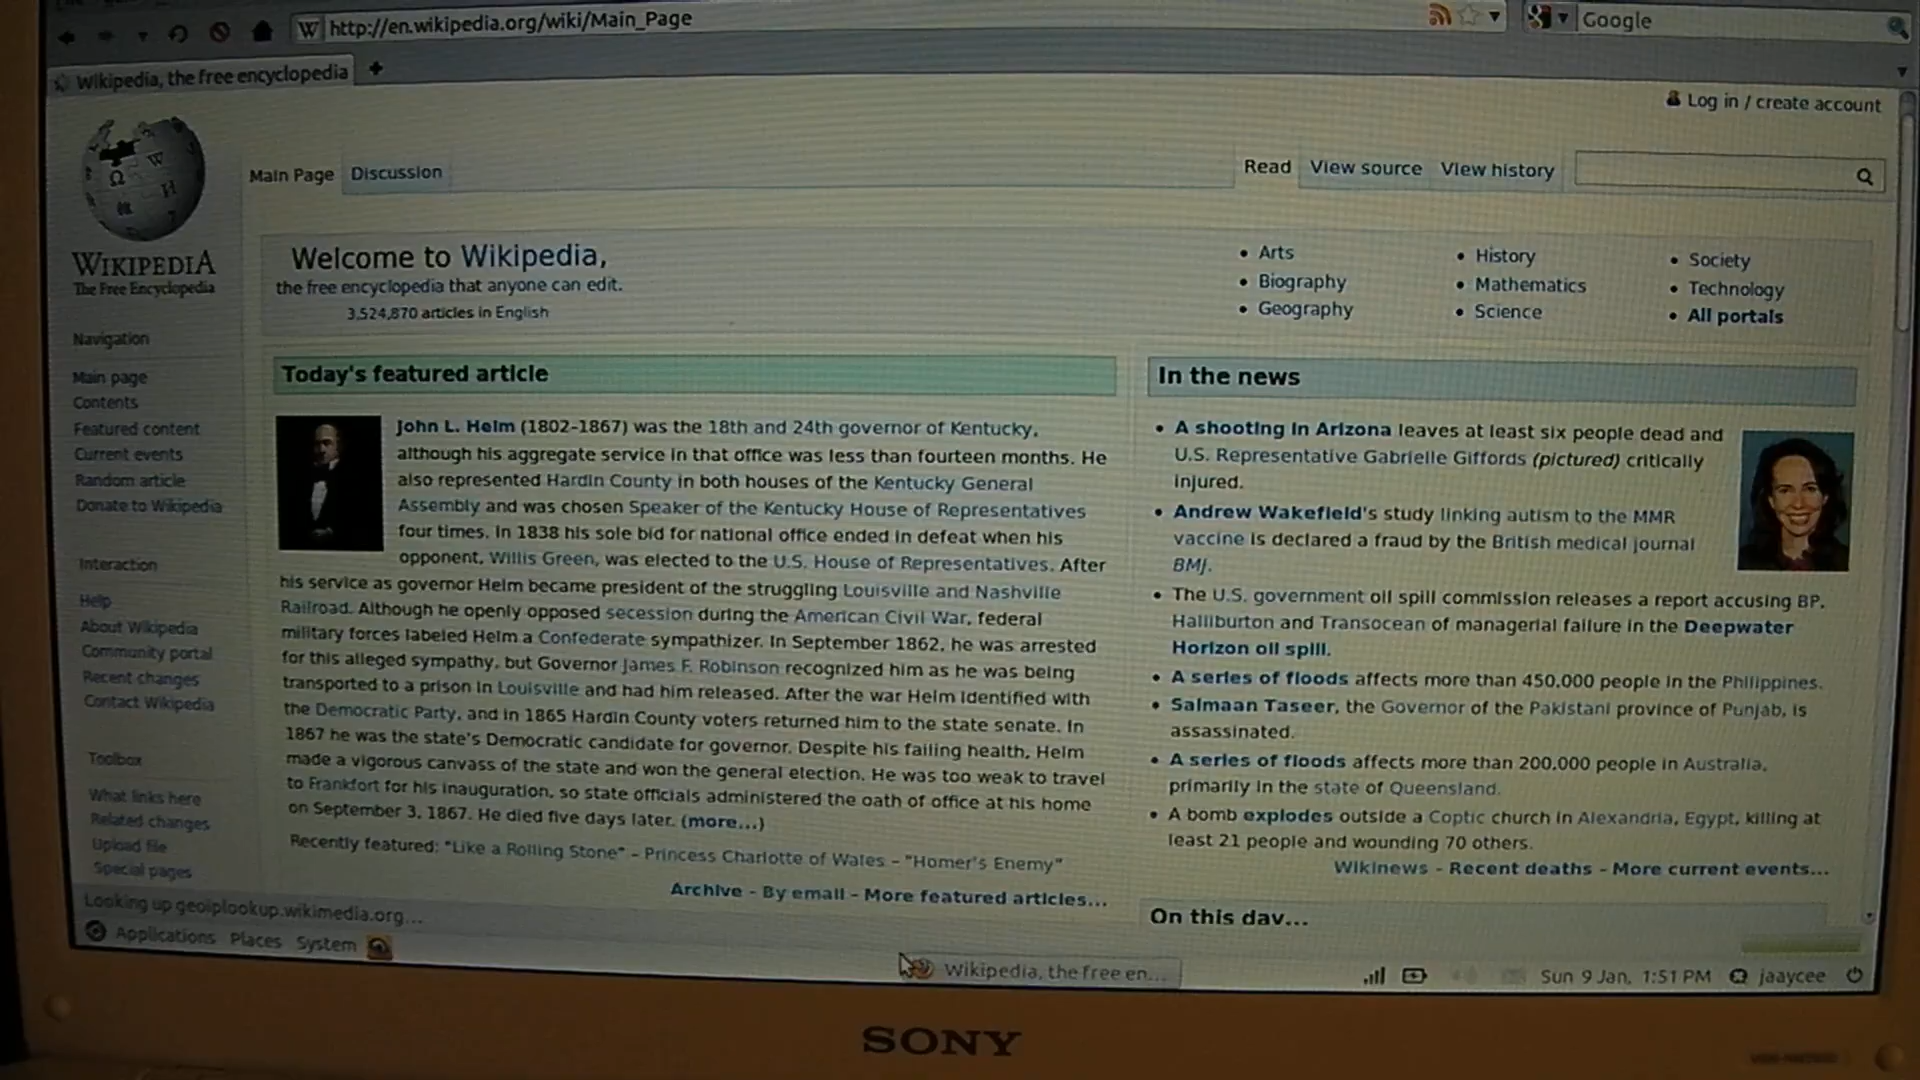 http://en.wikipedia.org/wiki/Main_Page
Google
Wikipedia, the free encyclopedia
Log in / create account
Main Page
Discussion
Read
View source
View history
WIKIPEDIA
The Free Encyclopedia
Navigation
Main page
Contents
Featured content
Current events
Random article
Donate to Wikipedia
Interaction
Help
About Wikipedia
Community portal
Recent changes
Contact Wikipedia
Toolbox
What links here
Related changes
Upload file
Special pages
Welcome to Wikipedia,
the free encyclopedia that anyone can edit.
3,524,870 articles in English
Arts
Biography
Geography
History
Mathematics
Science
Society
Technology
All portals
Today's featured article
John L. Helm (1802–1867) was the 18th and 24th governor of Kentucky,
although his aggregate service in that office was less than fourteen months. He
also represented Hardin County in both houses of the Kentucky General
Assembly and was chosen Speaker of the Kentucky House of Representatives
four times. In 1838 his sole bid for national office ended in defeat when his
opponent, Willis Green, was elected to the U.S. House of Representatives. After
his service as governor Helm became president of the struggling Louisville and Nashville
Railroad. Although he openly opposed secession during the American Civil War, federal
military forces labeled Helm a Confederate sympathizer. In September 1862, he was arrested
for this alleged sympathy, but Governor James F. Robinson recognized him as he was being
transported to a prison in Louisville and had him released. After the war Helm identified with
the Democratic Party, and in 1865 Hardin County voters returned him to the state senate. In
1867 he was the state's Democratic candidate for governor. Despite his failing health, Helm
made a vigorous canvass of the state and won the general election. He was too weak to travel
to Frankfort for his inauguration, so state officials administered the oath of office at his home
on September 3, 1867. He died five days later. (more...)
Recently featured: "Like a Rolling Stone" – Princess Charlotte of Wales – "Homer's Enemy"
Archive – By email – More featured articles...
In the news
A shooting in Arizona leaves at least six people dead and
U.S. Representative Gabrielle Giffords (pictured) critically
injured.
Andrew Wakefield's study linking autism to the MMR
vaccine is declared a fraud by the British medical journal
BMJ.
The U.S. government oil spill commission releases a report accusing BP,
Halliburton and Transocean of managerial failure in the Deepwater
Horizon oil spill.
A series of floods affects more than 450,000 people in the Philippines.
Salmaan Taseer, the Governor of the Pakistani province of Punjab, is
assassinated.
A series of floods affects more than 200,000 people in Australia,
primarily in the state of Queensland.
A bomb explodes outside a Coptic church in Alexandria, Egypt, killing at
least 21 people and wounding 70 others.
Wikinews – Recent deaths – More current events...
On this day...
Looking up geoiplookup.wikimedia.org...
Applications Places System
Wikipedia, the free en...
Sun 9 Jan, 1:51 PM
jaaycee
SONY